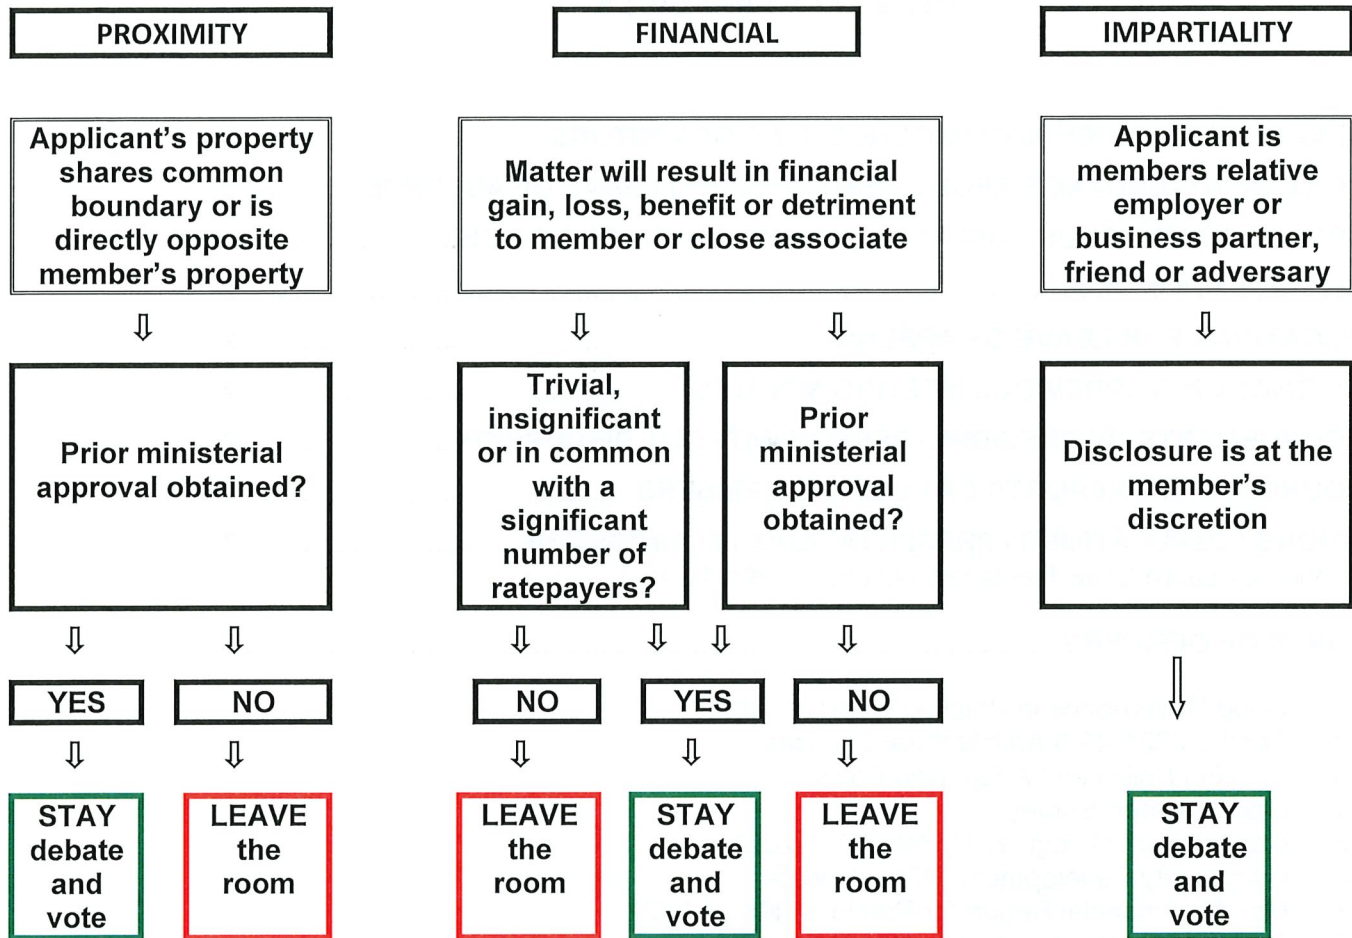 PROXIMITY
FINANCIAL
IMPARTIALITY
Applicant’s property
shares common
boundary or is
directly opposite
member’s property
Matter will result in financial
gain, loss, benefit or detriment
to member or close associate
Applicant is
members relative
employer or
business partner,
friend or adversary
Prior ministerial
approval obtained?
Trivial,
insignificant
or in common
with a
significant
number of
ratepayers?
Prior
ministerial
approval
obtained?
Disclosure is at the
member’s
discretion
YES
NO
NO
YES
NO
STAY
debate
and
vote
LEAVE
the
room
LEAVE
the
room
STAY
debate
and
vote
LEAVE
the
room
STAY
debate
and
vote